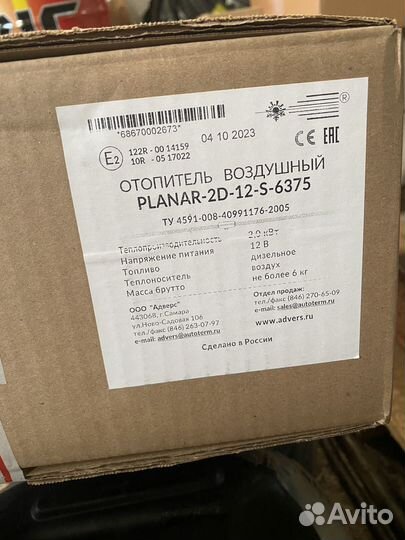 *68670002673*
04 10 2023
®
E2
122R - 00 14159
10R - 05 17022
CE EAC
ОТОПИТЕЛЬ ВОЗДУШНЫЙ
PLANAR-2D-12-S-6375
ТУ 4591-008-40991176-2005
Теплопроизводительность 2,0 кВт
Напряжение питания 12 В
Топливо дизельное
Теплоноситель воздух
Масса брутто не более 6 кг
ООО "Адверс"
443068, г.Самара
ул.Ново-Садовая 106
тел./факс (846) 263-07-97
e-mail: advers@autoterm.ru
Отдел продаж:
тел./факс (846) 270-65-09
e-mail: sales@autoterm.ru
www.advers.ru
Сделано в России
Avito